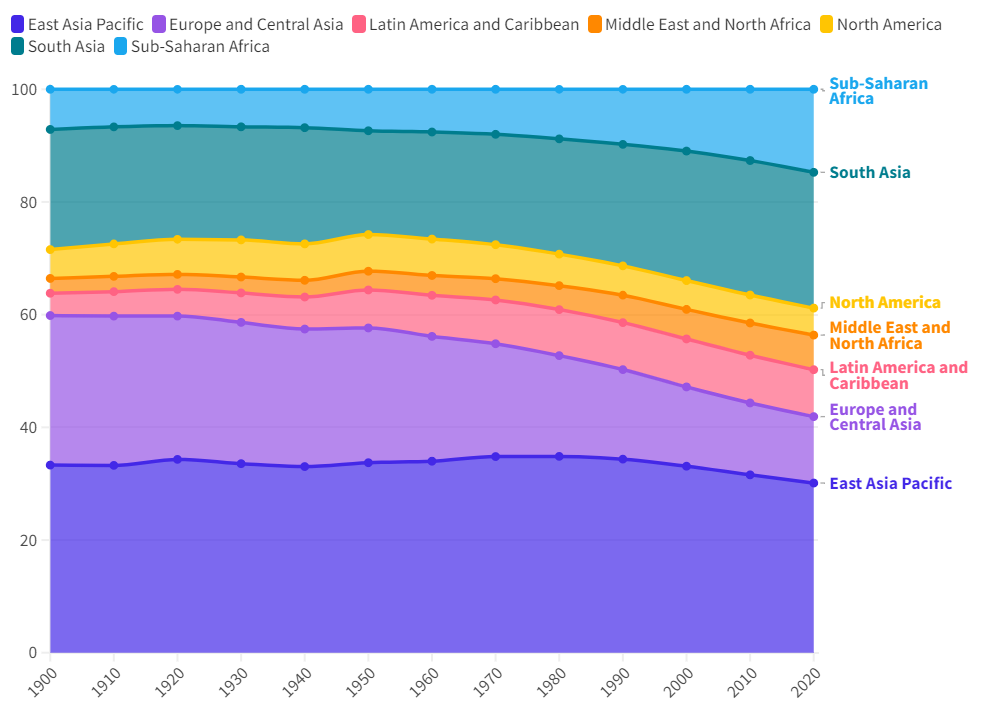 East Asia Pacific Europe and Central Asia Latin America and Caribbean Middle East and North Africa North America
South Asia Sub-Saharan Africa
100
80
60
40
20
0
Sub-Saharan
Africa
South Asia
North America
Middle East and
North Africa
Latin America and
Caribbean
Europe and
Central Asia
East Asia Pacific
1900 1910 1920 1930 1940 1950 1960 1970 1980 1990 2000 2010 2020